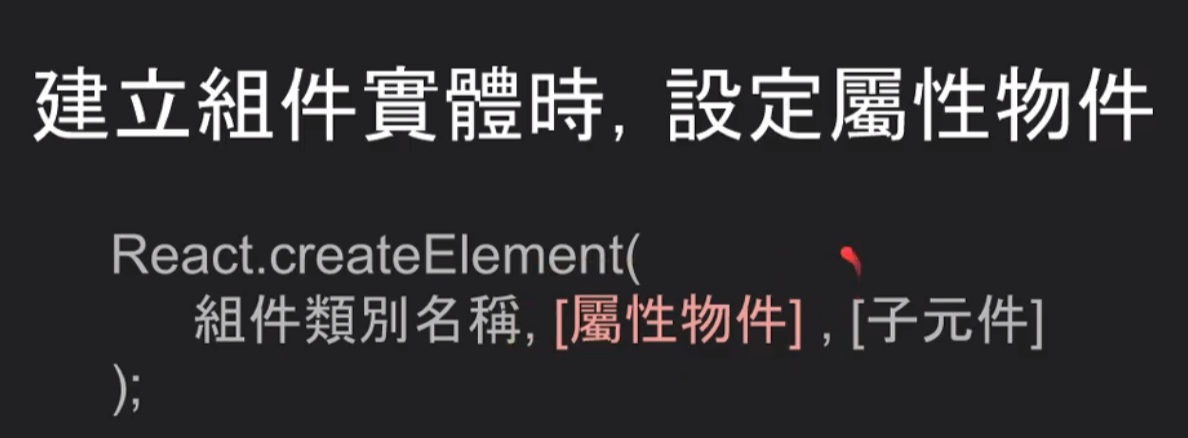 建立組件實體時，設定屬性物件
React.createElement(
組件類別名稱, [屬性物件] , [子元件]
);